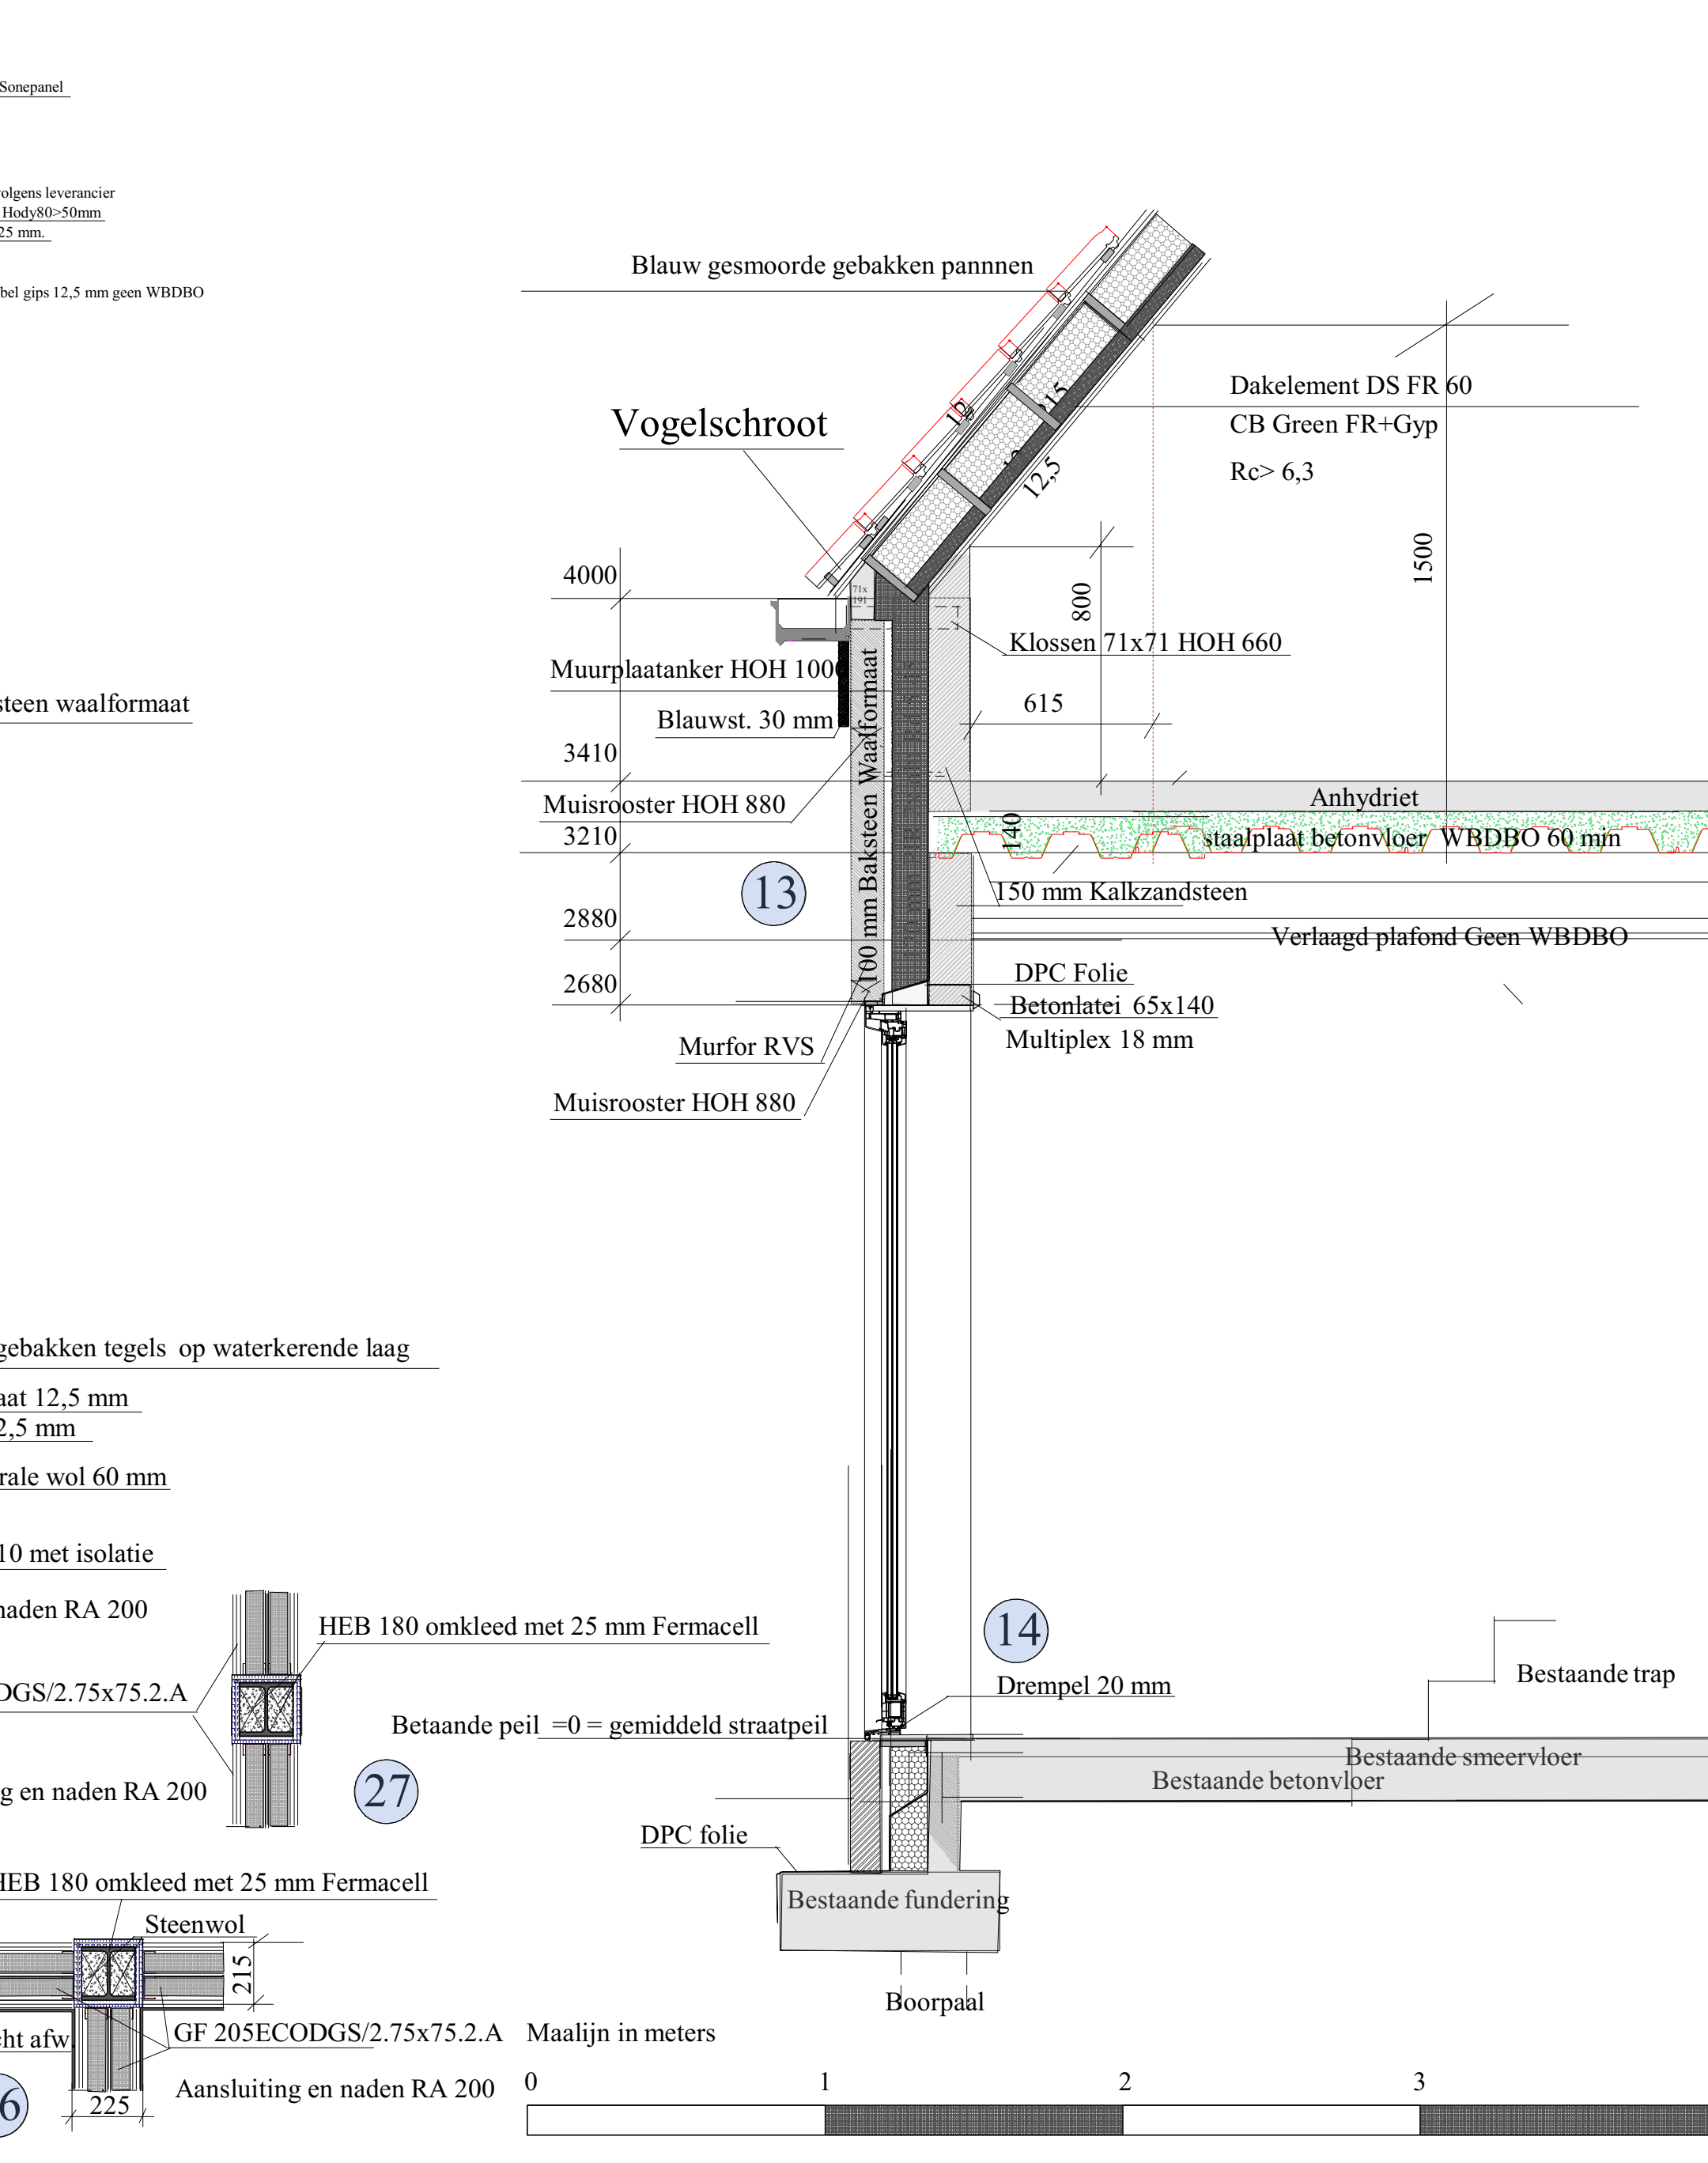 Sonepanel
olgens leverancier
Hody80>50mm
25 mm.
bel gips 12,5 mm geen WBDBO
Blauw gesmoorde gebakken pannnen
Vogelschroot
12,5
Dakelement DS FR 60
CB Green FR+Gyp
Rc> 6,3
1500
800
4000
71x
191
Klossen 71x71 HOH 660
Muurplaatanker HOH 1000
615
steen waalformaat
Blauwst. 30 mm
100 mm Baksteen Waalformaat
3410
Muisrooster HOH 880
Anhydriet
3210
140
staalplaat betonvloer WBDBO 60 min
13
150 mm Kalkzandsteen
2880
Verlaagd plafond Geen WBDBO
2680
DPC Folie
Betonlatei 65x140
Multiplex 18 mm
Murfor RVS
Muisrooster HOH 880
gebakken tegels op waterkerende laag
aat 12,5 mm
2,5 mm
rale wol 60 mm
10 met isolatie
naden RA 200
HEB 180 omkleed met 25 mm Fermacell
14
Bestaande trap
DGS/2.75x75.2.A
Drempel 20 mm
Betaande peil =0 = gemiddeld straatpeil
Bestaande smeervloer
Bestaande betonvloer
g en naden RA 200
27
DPC folie
HEB 180 omkleed met 25 mm Fermacell
Bestaande fundering
Steenwol
215
Boorpaal
cht afw.
GF 205ECODGS/2.75x75.2.A
Maalijn in meters
Aansluiting en naden RA 200
6
225
0 1 2 3